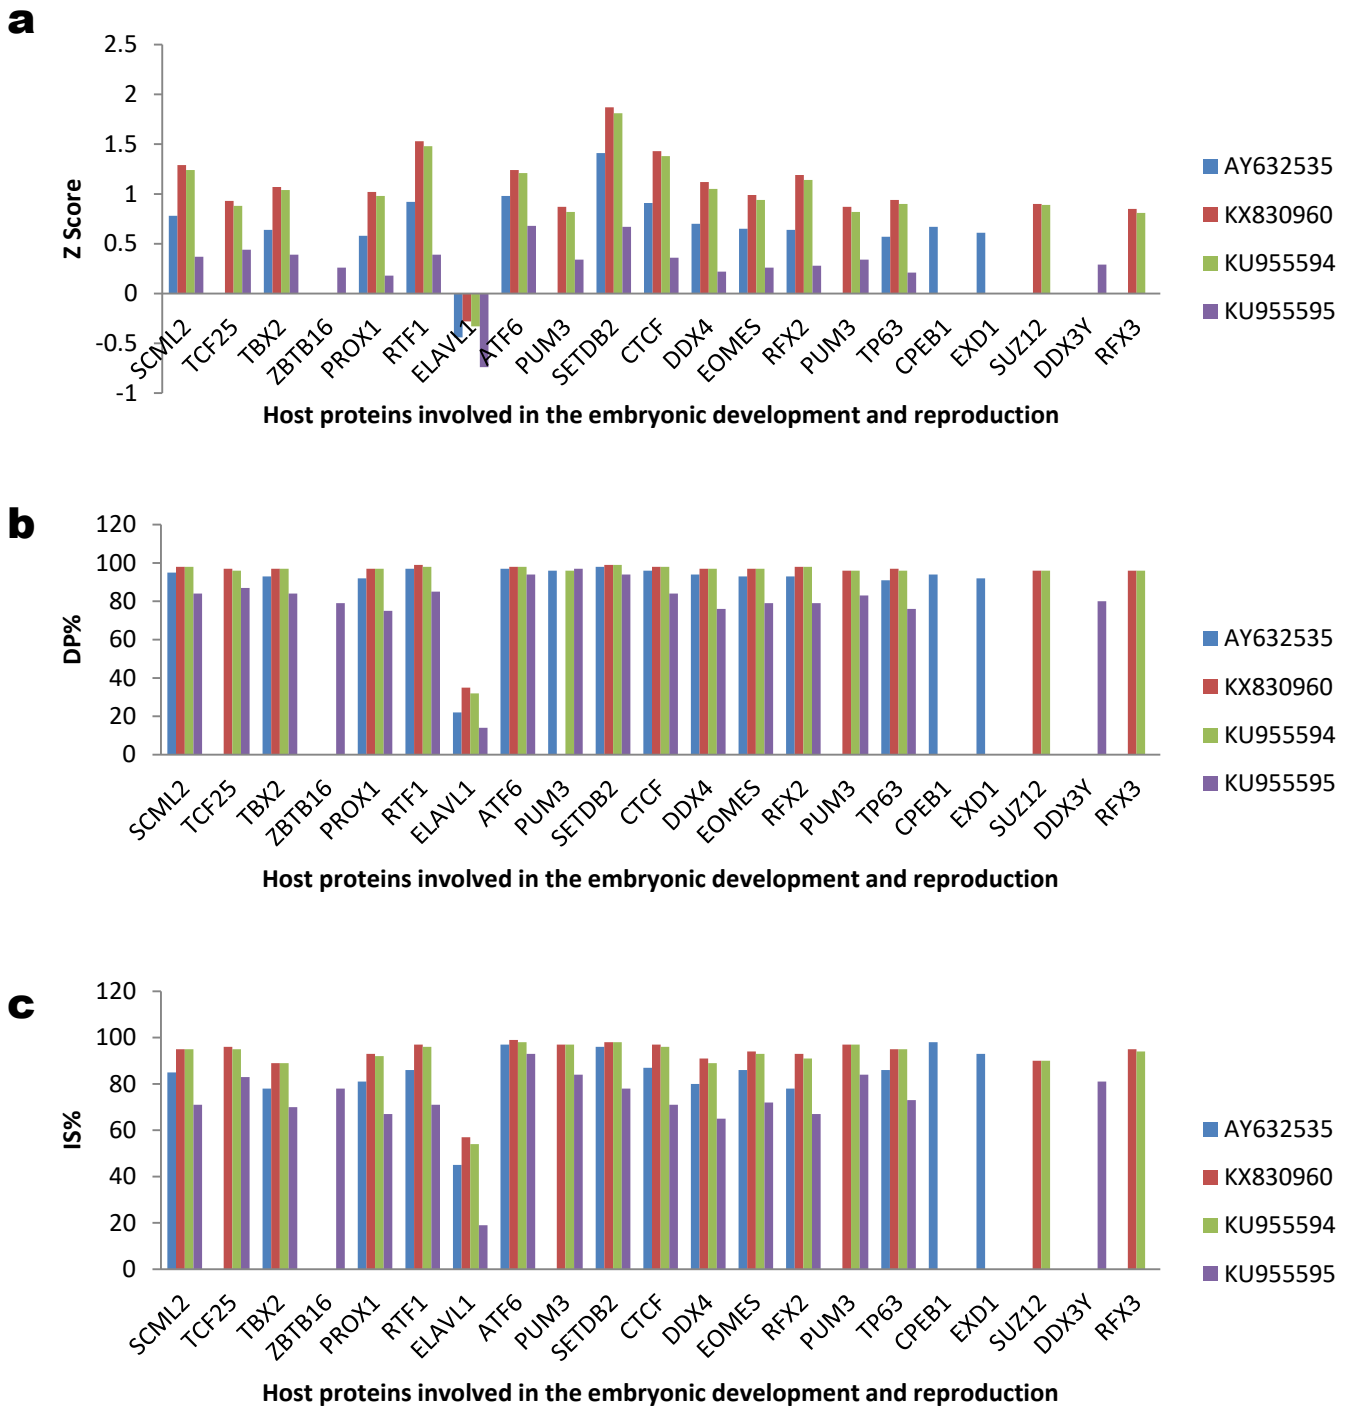 a
2.5
2
1.5
1
0.5
0
-0.5
-1
Z Score
SCML2 TCF25 TBX2 ZBTB16 PROX1 RTF1 ELAVL1 ATF6 PUM3 SETDB2 CTCF DDX4 EOMES RFX2 PUM3 TP63 CPEB1 EXD1 SUZ12 DDX3Y RFX3
Host proteins involved in the embryonic development and reproduction
AY632535
KX830960
KU955594
KU955595
b
120
100
80
60
40
20
0
DP%
SCML2 TCF25 TBX2 ZBTB16 PROX1 RTF1 ELAVL1 ATF6 PUM3 SETDB2 CTCF DDX4 EOMES RFX2 PUM3 TP63 CPEB1 EXD1 SUZ12 DDX3Y RFX3
Host proteins involved in the embryonic development and reproduction
AY632535
KX830960
KU955594
KU955595
c
120
100
80
60
40
20
0
IS%
SCML2 TCF25 TBX2 ZBTB16 PROX1 RTF1 ELAVL1 ATF6 PUM3 SETDB2 CTCF DDX4 EOMES RFX2 PUM3 TP63 CPEB1 EXD1 SUZ12 DDX3Y RFX3
Host proteins involved in the embryonic development and reproduction
AY632535
KX830960
KU955594
KU955595